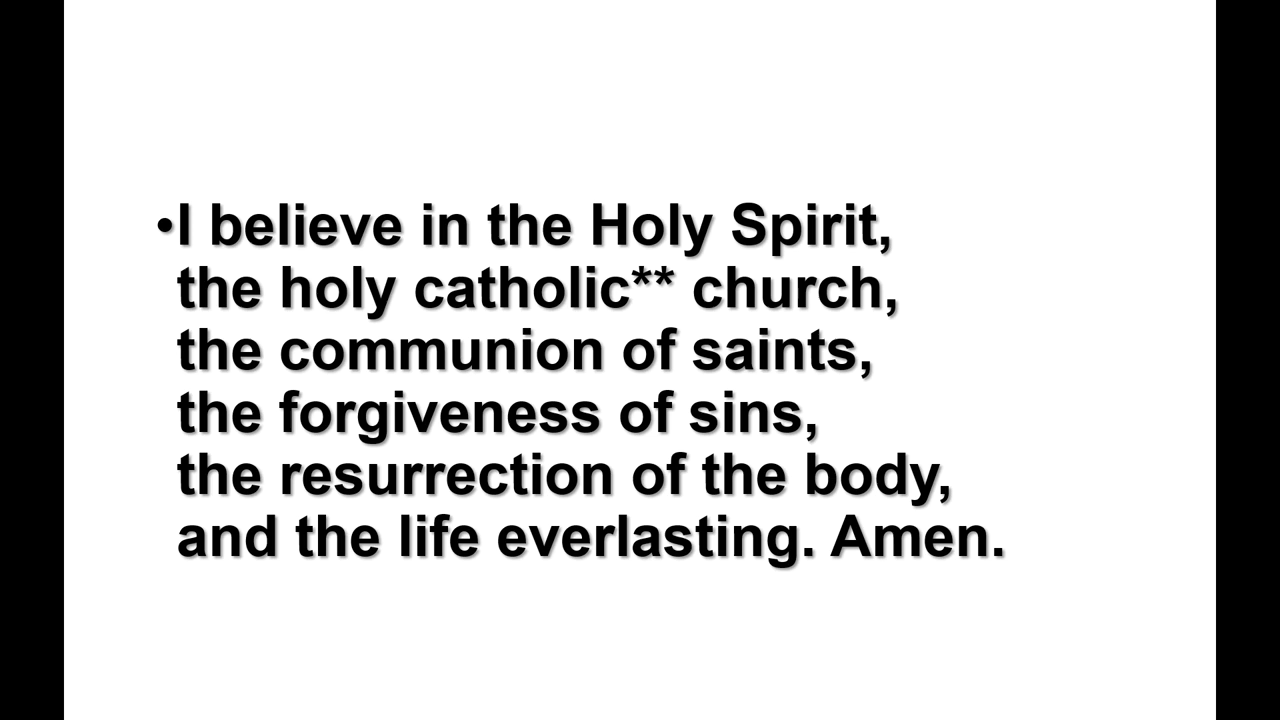 •I believe in the Holy Spirit,
the holy catholic** church,
the communion of saints,
the forgiveness of sins,
the resurrection of the body,
and the life everlasting. Amen.